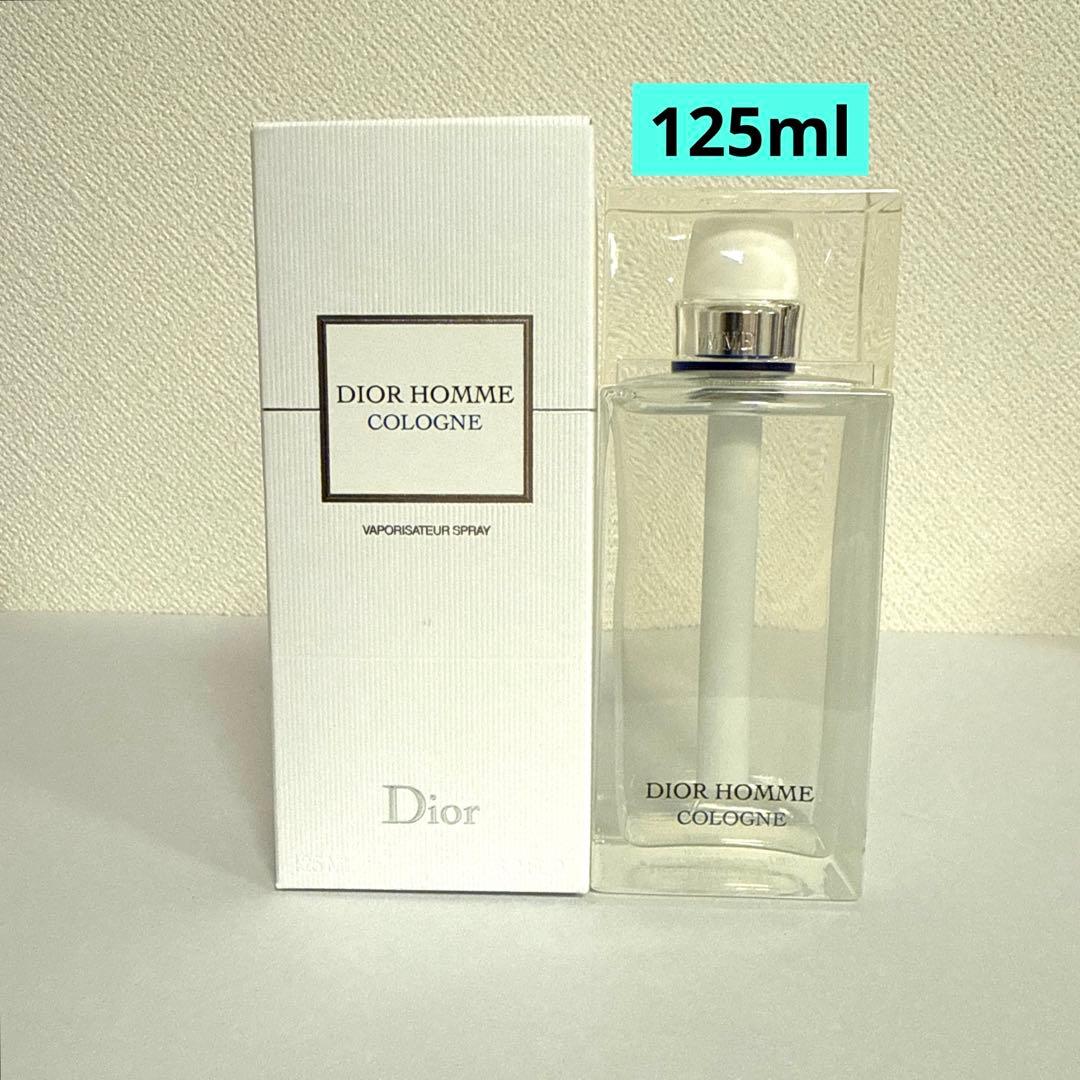 125ml
DIOR HOMME
COLOGNE
VAPORISATEUR SPRAY
Dior
DIOR HOMME
COLOGNE